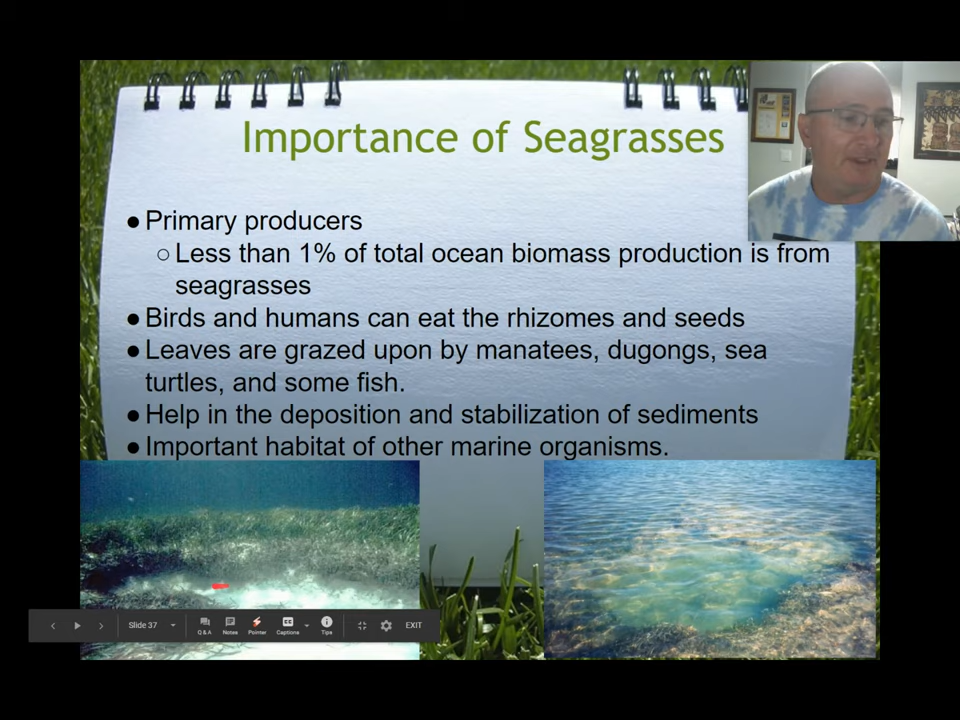 Importance of Seagrasses
● Primary producers
○ Less than 1% of total ocean biomass production is from
seagrasses
● Birds and humans can eat the rhizomes and seeds
● Leaves are grazed upon by manatees, dugongs, sea
turtles, and some fish.
● Help in the deposition and stabilization of sediments
● Important habitat of other marine organisms.
Slide 37
Q & A
Notes
Pointer
Captions
Tips
EXIT